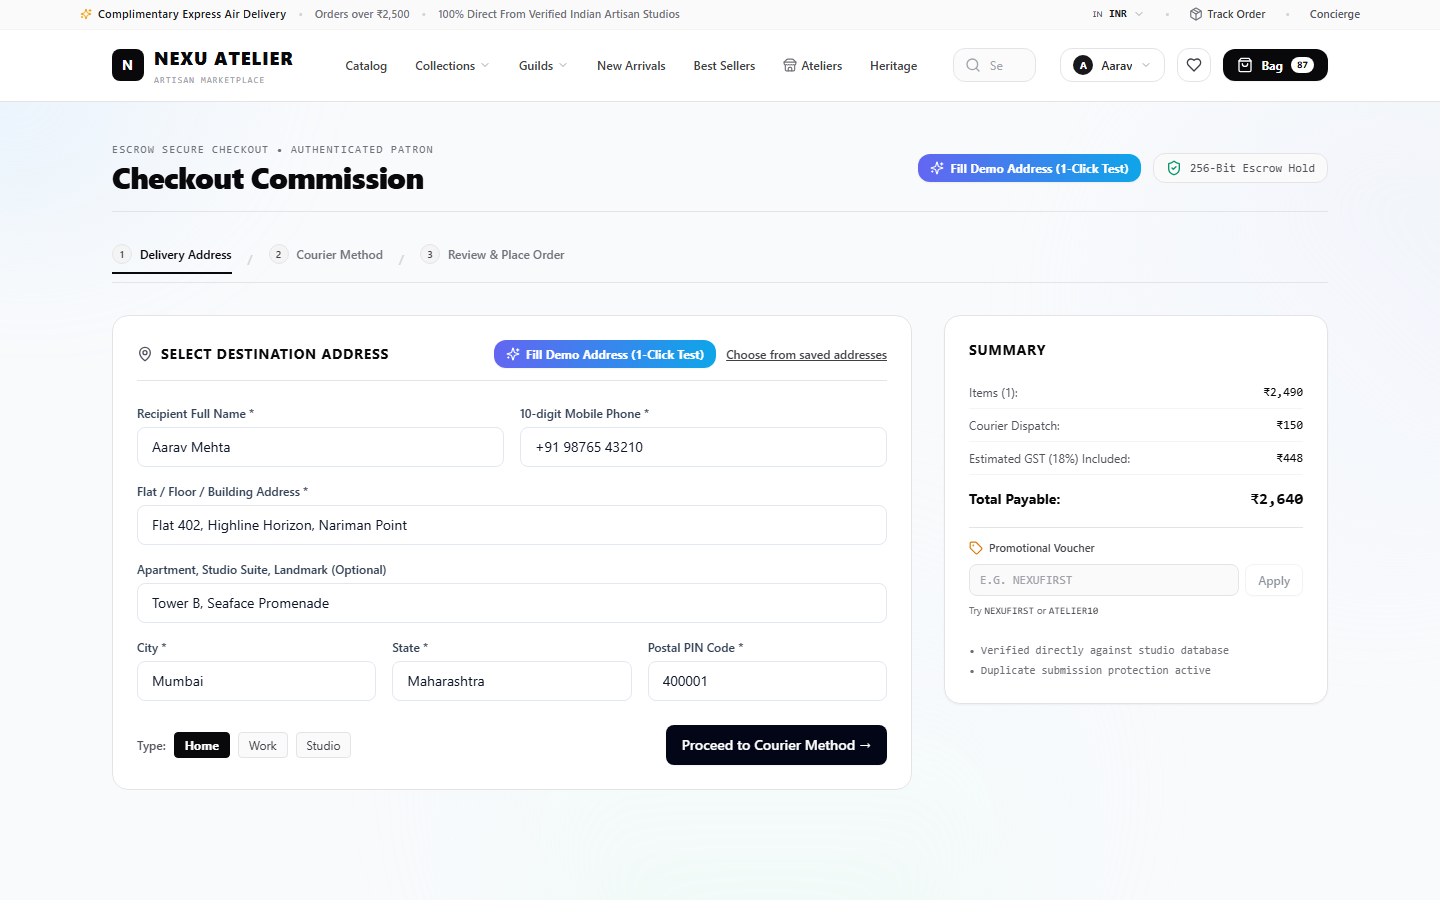 Complimentary Express Air Delivery • Orders over ₹2,500 • 100% Direct From Verified Indian Artisan Studios
IN INR • Track Order • Concierge
N NEXU ATELIER
ARTISAN MARKETPLACE
Catalog Collections Guilds New Arrivals Best Sellers Ateliers Heritage
Se
A Aarav
Bag 87
ESCROW SECURE CHECKOUT • AUTHENTICATED PATRON
Checkout Commission
Fill Demo Address (1-Click Test)
256-Bit Escrow Hold
1 Delivery Address / 2 Courier Method / 3 Review & Place Order
SELECT DESTINATION ADDRESS
Fill Demo Address (1-Click Test)
Choose from saved addresses
Recipient Full Name *
Aarav Mehta
10-digit Mobile Phone *
+91 98765 43210
Flat / Floor / Building Address *
Flat 402, Highline Horizon, Nariman Point
Apartment, Studio Suite, Landmark (Optional)
Tower B, Seaface Promenade
City *
Mumbai
State *
Maharashtra
Postal PIN Code *
400001
Type: Home Work Studio
Proceed to Courier Method →
SUMMARY
Items (1): ₹2,490
Courier Dispatch: ₹150
Estimated GST (18%) Included: ₹448
Total Payable: ₹2,640
Promotional Voucher
E.G. NEXUFIRST
Apply
Try NEXUFIRST or ATELIER10
• Verified directly against studio database
• Duplicate submission protection active